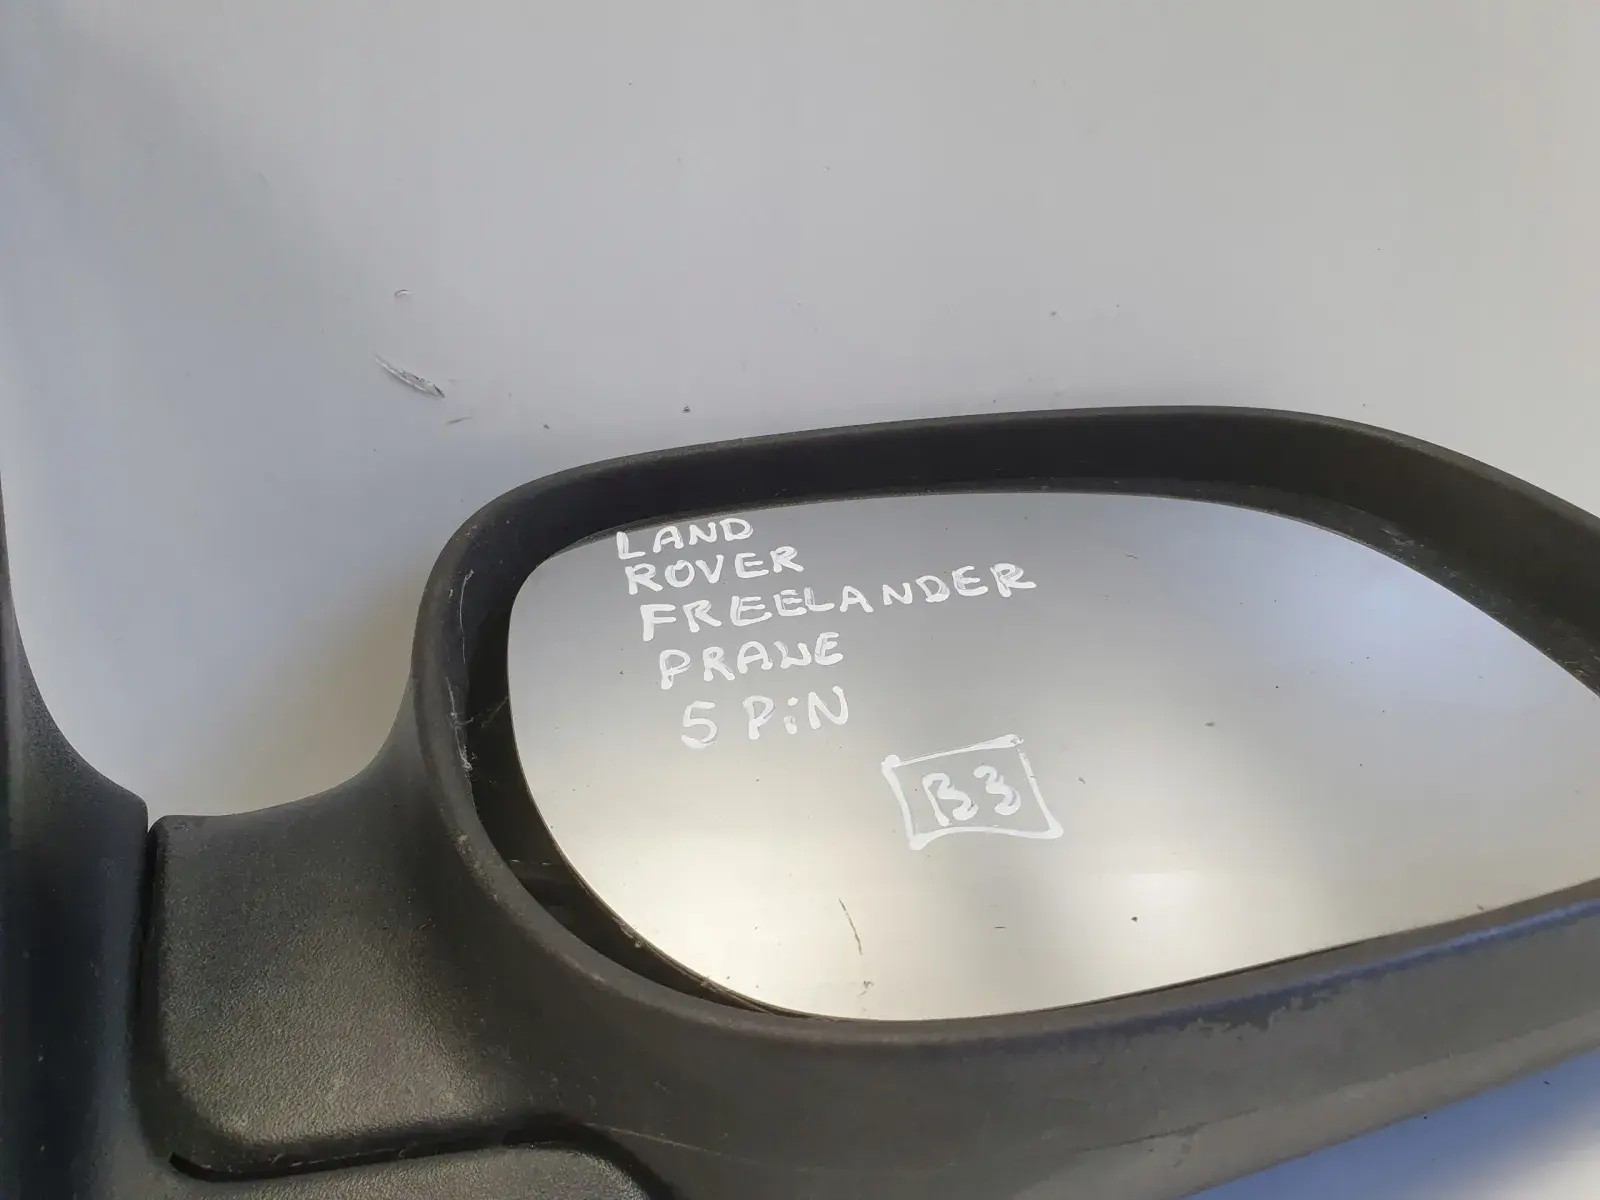 LAND
ROVER
FREELANDER
PRAWE
5 PiN
B3